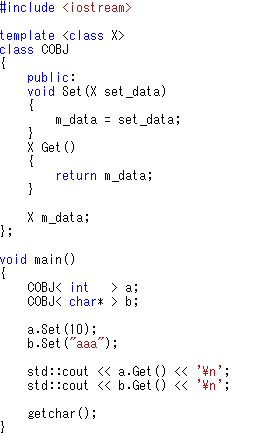 #include <iostream>

template <class X>
class COBJ
{
    public:
    void Set(X set_data)
    {
        m_data = set_data;
    }
    X Get()
    {
        return m_data;
    }

    X m_data;
};

void main()
{
    COBJ< int   > a;
    COBJ< char* > b;

    a.Set(10);
    b.Set("aaa");

    std::cout << a.Get() << '¥n';
    std::cout << b.Get() << '¥n';

    getchar();
}